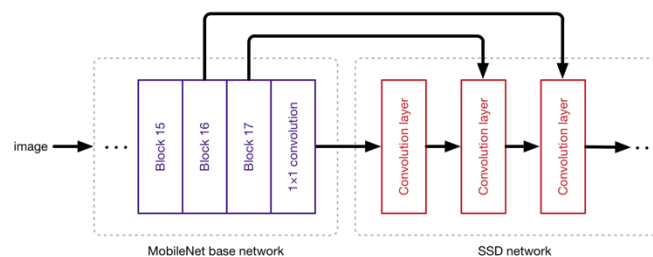 image
...
Block 15
Block 16
Block 17
1×1 convolution
Convolution layer
Convolution layer
Convolution layer
...
MobileNet base network
SSD network